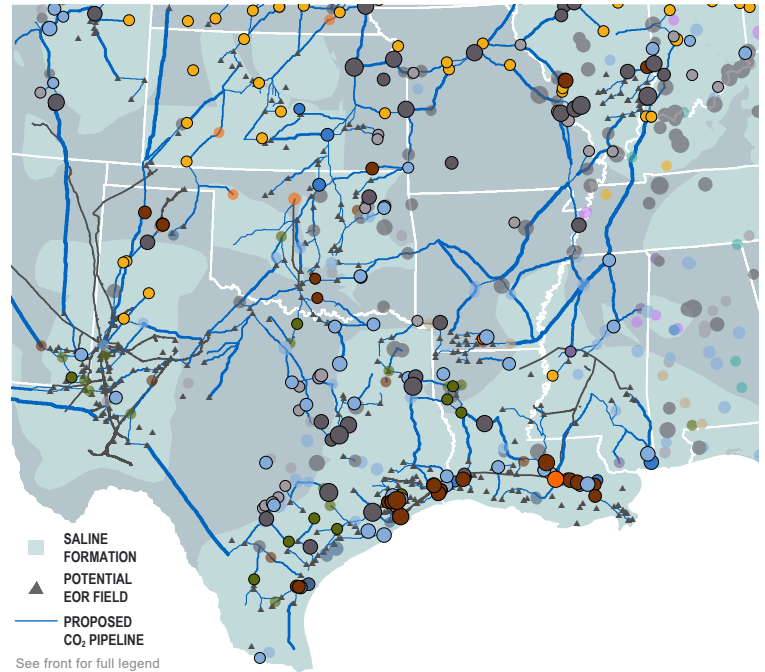 SALINE
FORMATION
POTENTIAL
EOR FIELD
PROPOSED
CO₂ PIPELINE
See front for full legend